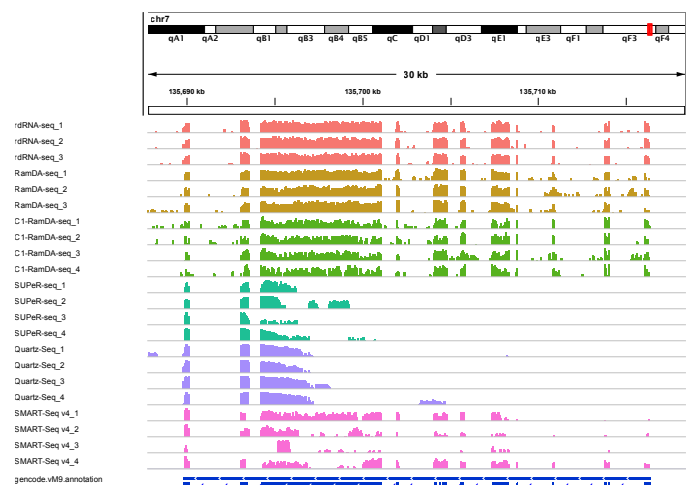 chr7
qA1 qA2 qB1 qB3 qB4 qB5 qC qD1 qD3 qE1 qE3 qF1 qF3 qF4
30 kb
135,690 kb 135,700 kb 135,710 kb
rdRNA-seq_1
rdRNA-seq_2
rdRNA-seq_3
RamDA-seq_1
RamDA-seq_2
RamDA-seq_3
C1-RamDA-seq_1
C1-RamDA-seq_2
C1-RamDA-seq_3
C1-RamDA-seq_4
SUPeR-seq_1
SUPeR-seq_2
SUPeR-seq_3
SUPeR-seq_4
Quartz-Seq_1
Quartz-Seq_2
Quartz-Seq_3
Quartz-Seq_4
SMART-Seq v4_1
SMART-Seq v4_2
SMART-Seq v4_3
SMART-Seq v4_4
gencode.vM9.annotation